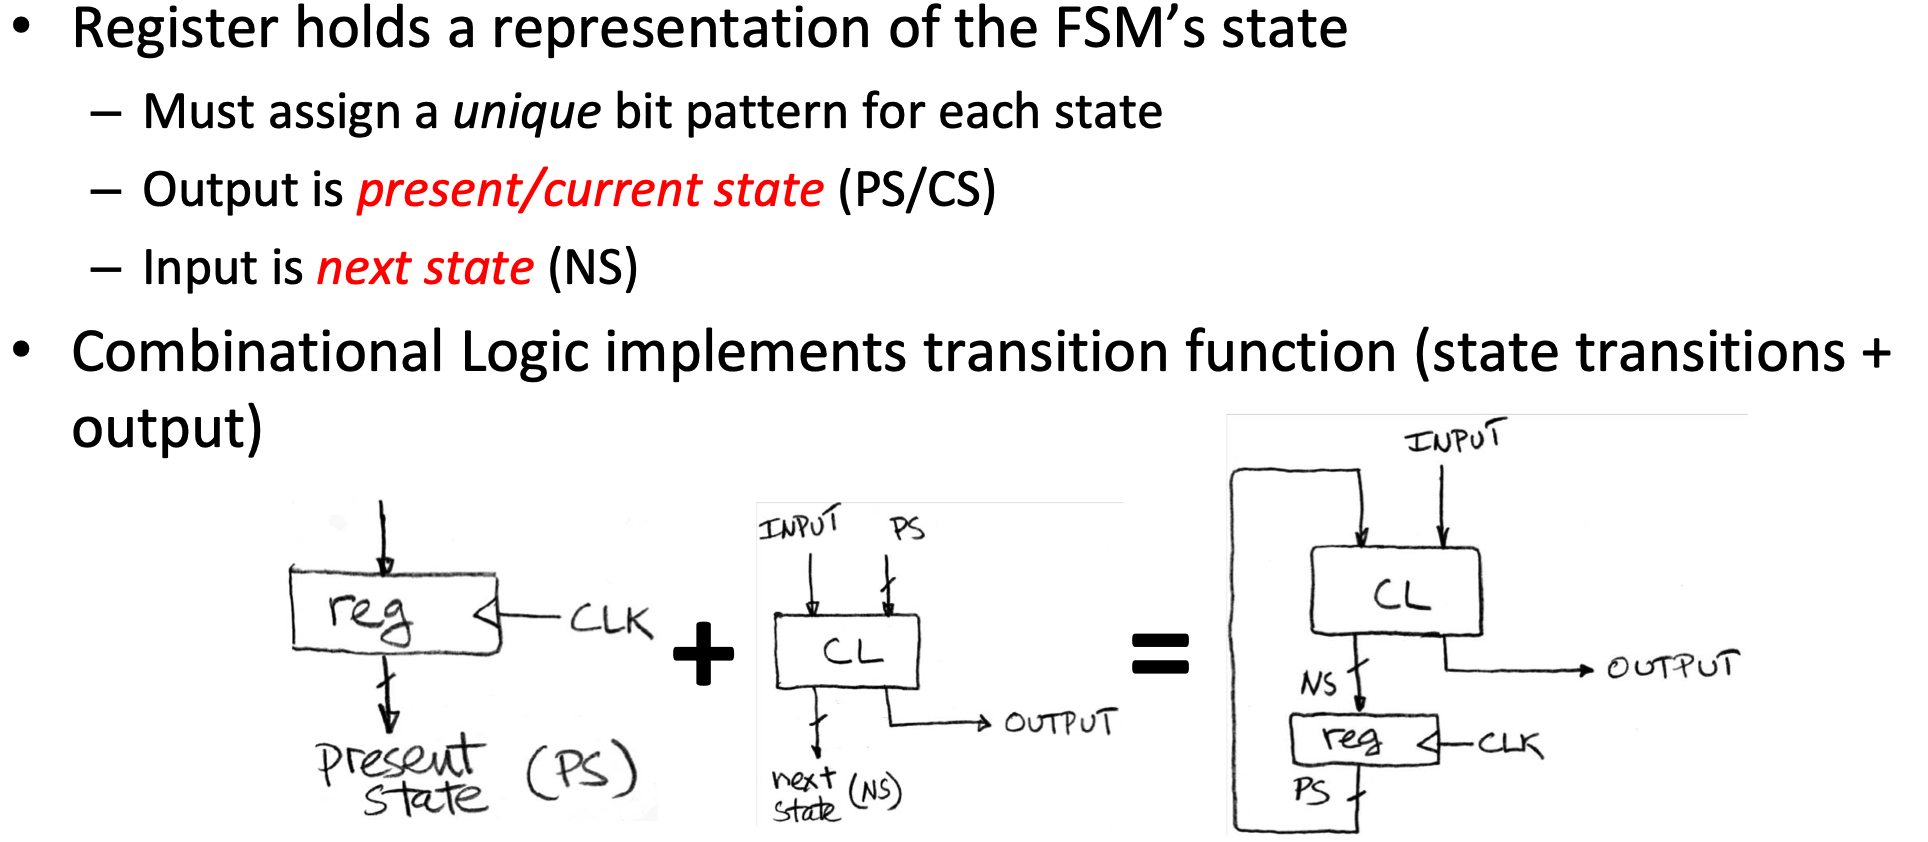 • Register holds a representation of the FSM’s state
– Must assign a unique bit pattern for each state
– Output is present/current state (PS/CS)
– Input is next state (NS)
• Combinational Logic implements transition function (state transitions +
output)
reg
CLK
present (PS)
state
+
INPUT PS
CL
OUTPUT
next (NS)
state
=
INPUT
CL
OUTPUT
NS
reg
CLK
PS